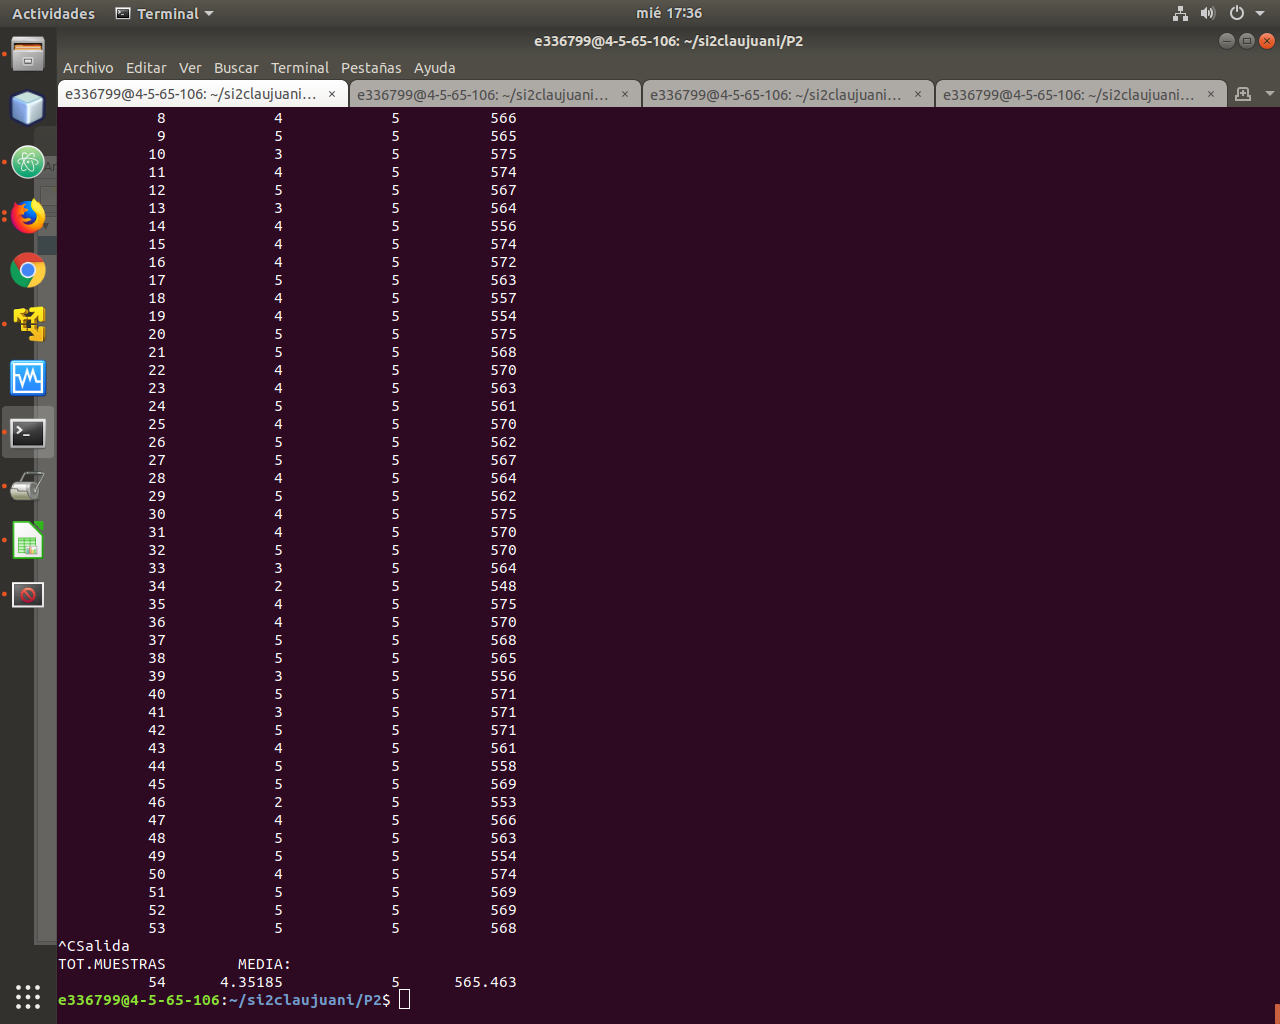 Actividades Terminal mié 17:36
e336799@4-5-65-106: ~/si2claujuani/P2
Archivo Editar Ver Buscar Terminal Pestañas Ayuda
e336799@4-5-65-106: ~/si2claujuani… × e336799@4-5-65-106: ~/si2claujuani… × e336799@4-5-65-106: ~/si2claujuani… × e336799@4-5-65-106: ~/si2claujuani… ×
8 4 5 566
9 5 5 565
10 3 5 575
11 4 5 574
12 5 5 567
13 3 5 564
14 4 5 556
15 4 5 574
16 4 5 572
17 5 5 563
18 4 5 557
19 4 5 554
20 5 5 575
21 5 5 568
22 4 5 570
23 4 5 563
24 5 5 561
25 4 5 570
26 5 5 562
27 5 5 567
28 4 5 564
29 5 5 562
30 4 5 575
31 4 5 570
32 5 5 570
33 3 5 564
34 2 5 548
35 4 5 575
36 4 5 570
37 5 5 568
38 5 5 565
39 3 5 556
40 5 5 571
41 3 5 571
42 5 5 571
43 4 5 561
44 5 5 558
45 5 5 569
46 2 5 553
47 4 5 566
48 5 5 563
49 5 5 554
50 4 5 574
51 5 5 569
52 5 5 569
53 5 5 568
^CSalida
TOT.MUESTRAS MEDIA:
54 4.35185 5 565.463
e336799@4-5-65-106:~/si2claujuani/P2$